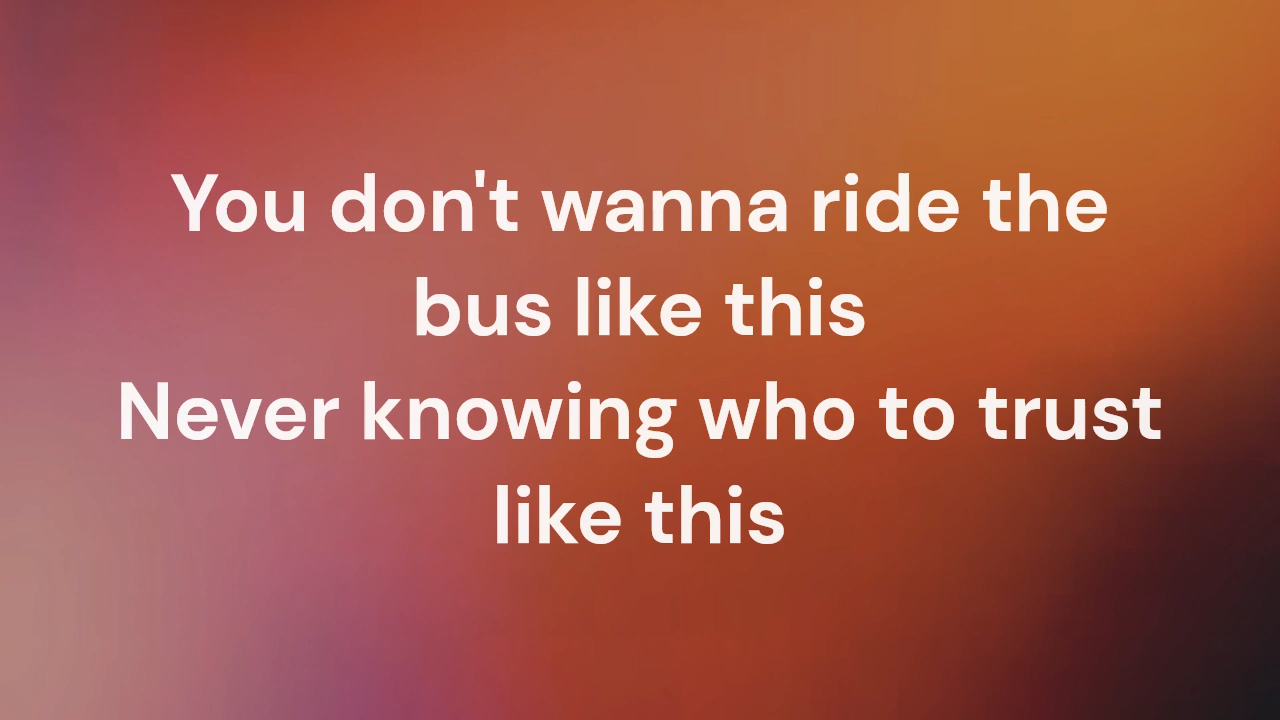 You don't wanna ride the
bus like this
Never knowing who to trust
like this